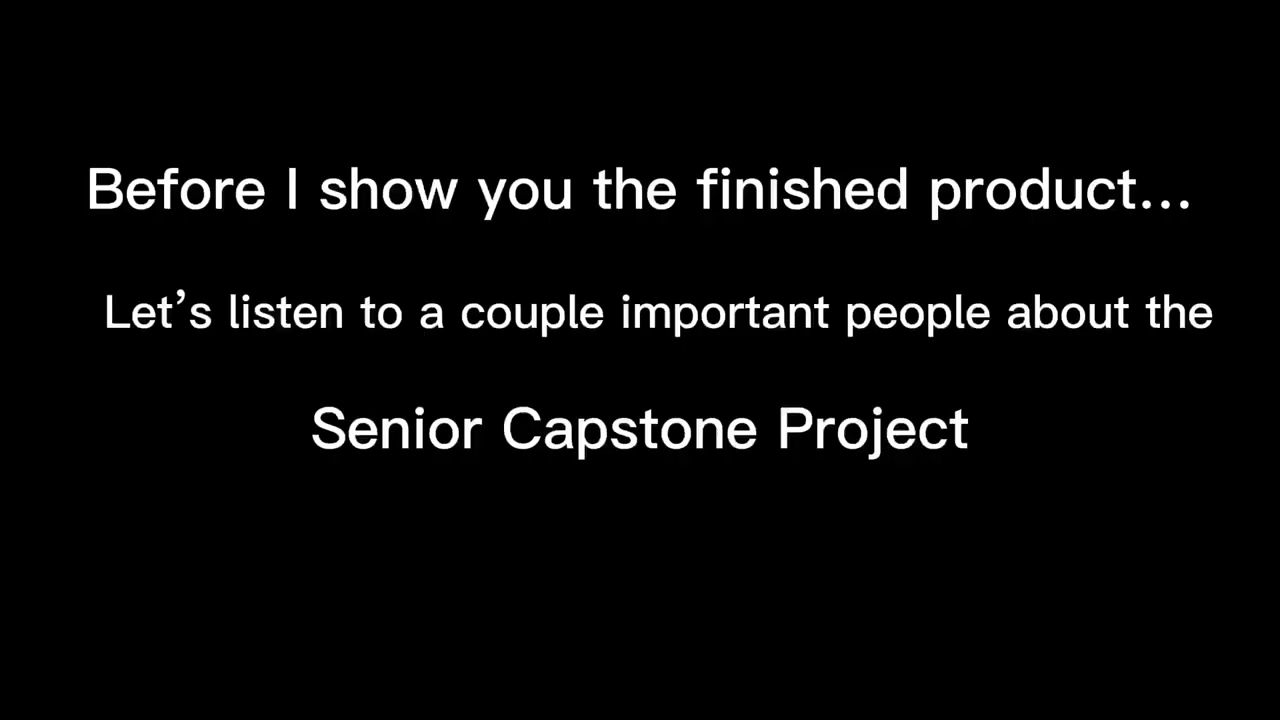 Before I show you the finished product...
Let’s listen to a couple important people about the
Senior Capstone Project